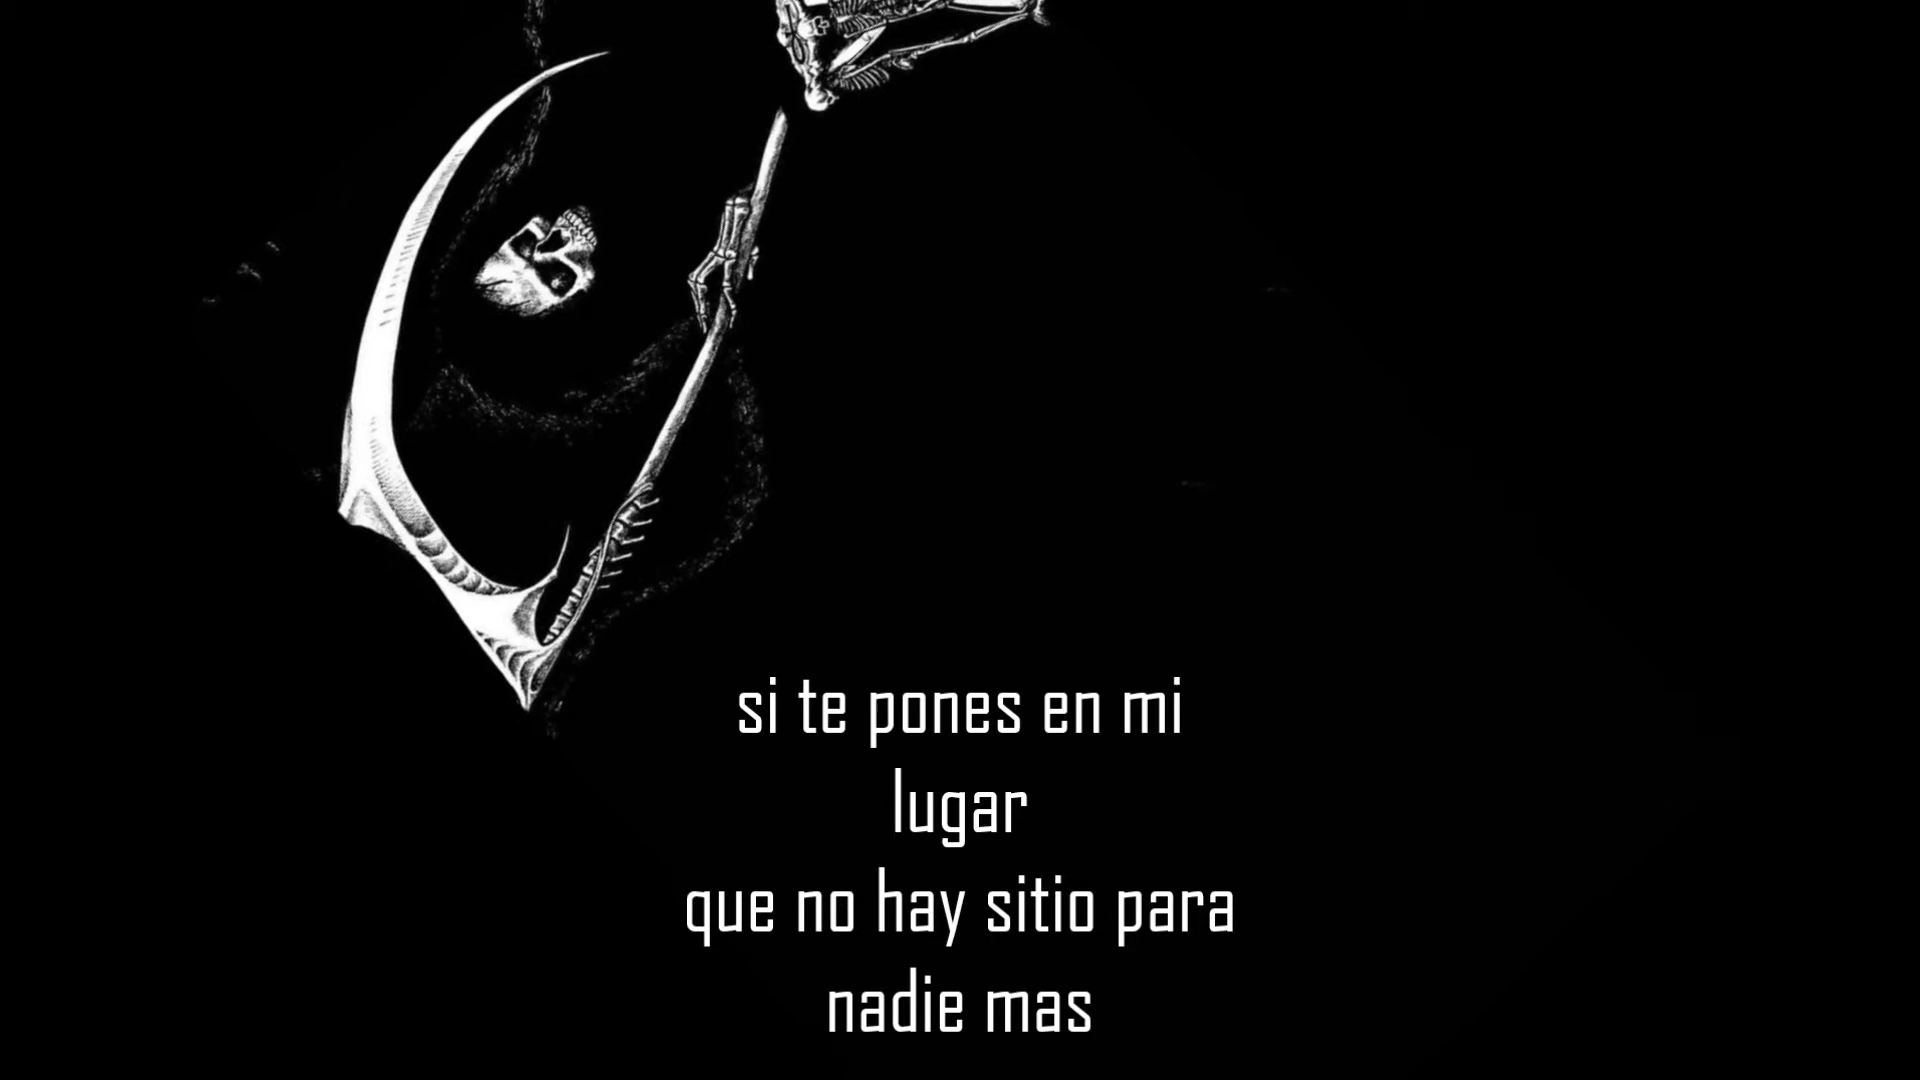 si te pones en mi
lugar
que no hay sitio para
nadie mas